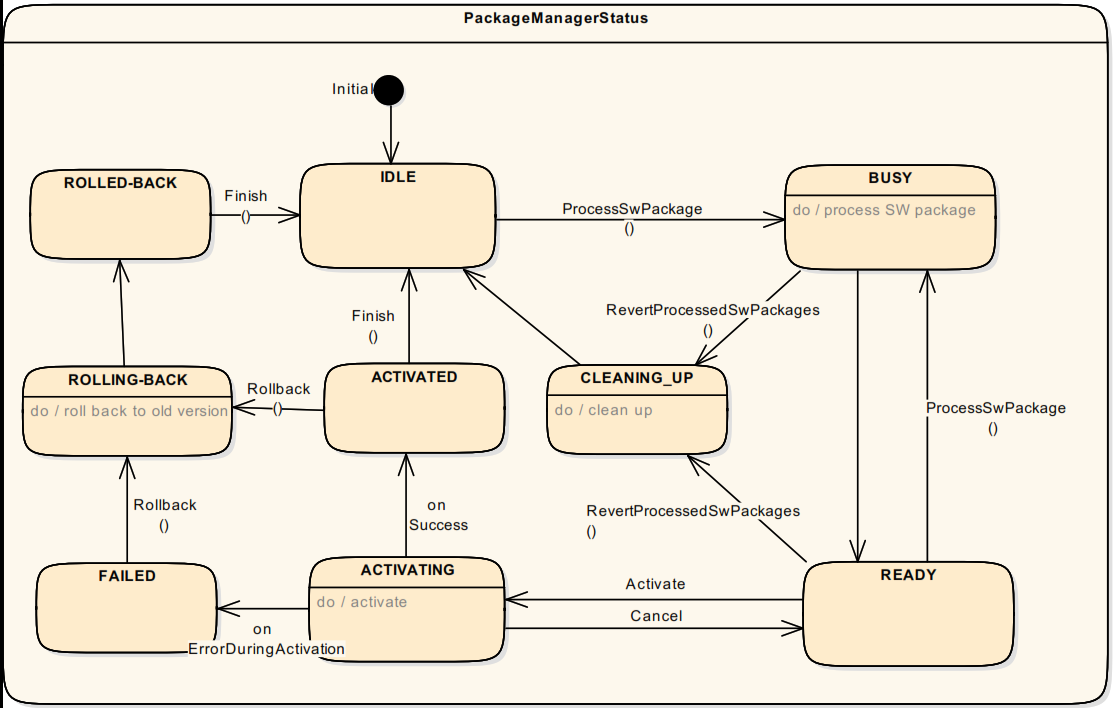 PackageManagerStatus
Initial
ROLLED-BACK
Finish
()
IDLE
ProcessSwPackage
()
BUSY
do / process SW package
Finish
()
RevertProcessedSwPackages
()
ROLLING-BACK
do / roll back to old version
Rollback
()
ACTIVATED
CLEANING_UP
do / clean up
ProcessSwPackage
()
Rollback
()
on
Success
RevertProcessedSwPackages
()
FAILED
ACTIVATING
do / activate
Activate
Cancel
READY
on
ErrorDuringActivation